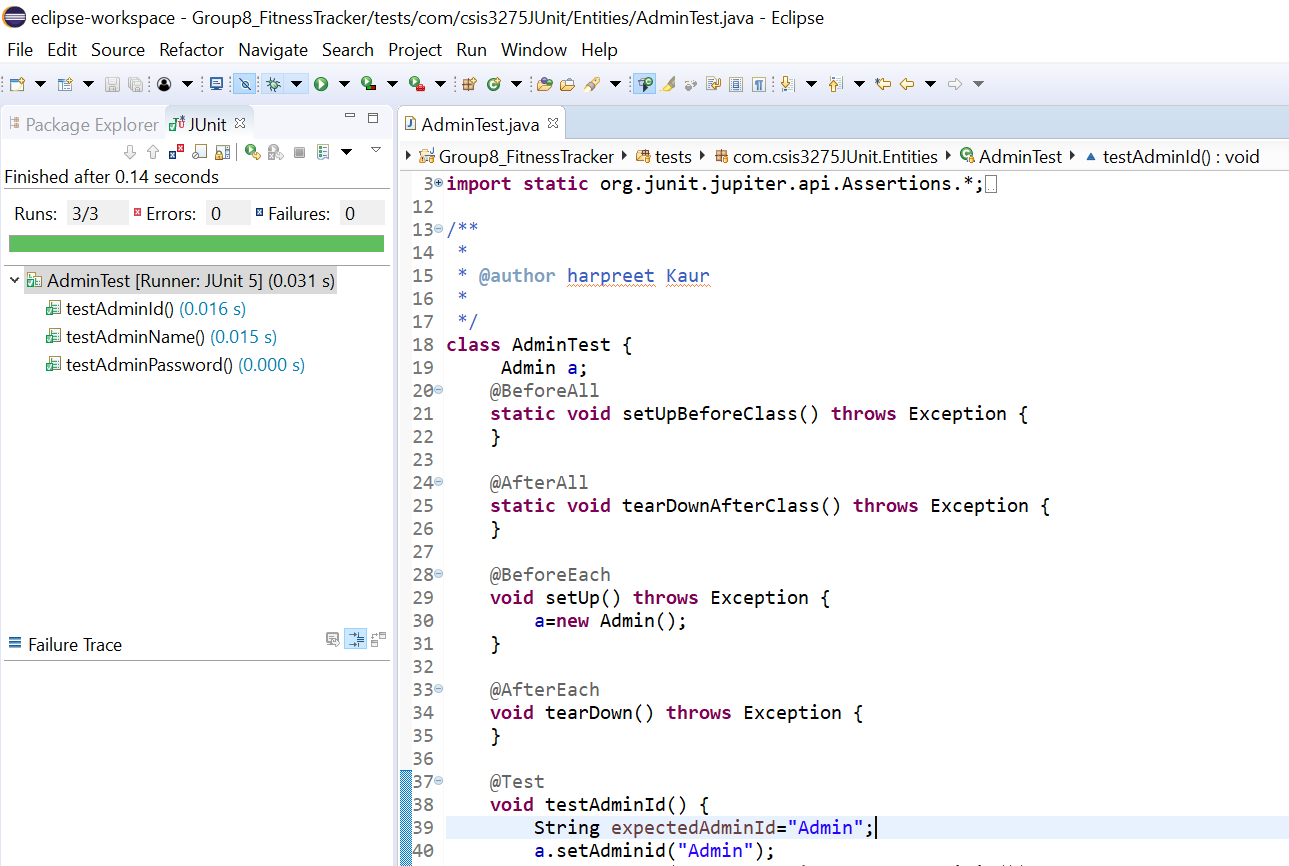 eclipse-workspace - Group8_FitnessTracker/tests/com/csis3275JUnit/Entities/AdminTest.java - Eclipse
File Edit Source Refactor Navigate Search Project Run Window Help
Package Explorer JUnit
Finished after 0.14 seconds
Runs: 3/3 Errors: 0 Failures: 0
AdminTest [Runner: JUnit 5] (0.031 s)
testAdminId() (0.016 s)
testAdminName() (0.015 s)
testAdminPassword() (0.000 s)
Failure Trace
AdminTest.java
Group8_FitnessTracker tests com.csis3275JUnit.Entities AdminTest testAdminId() : void
3 import static org.junit.jupiter.api.Assertions.*;
12
13 /**
14 *
15 * @author harpreet Kaur
16 *
17 */
18 class AdminTest {
19 Admin a;
20 @BeforeAll
21 static void setUpBeforeClass() throws Exception {
22 }
23
24 @AfterAll
25 static void tearDownAfterClass() throws Exception {
26 }
27
28 @BeforeEach
29 void setUp() throws Exception {
30 a=new Admin();
31 }
32
33 @AfterEach
34 void tearDown() throws Exception {
35 }
36
37 @Test
38 void testAdminId() {
39 String expectedAdminId="Admin";
40 a.setAdminid("Admin");